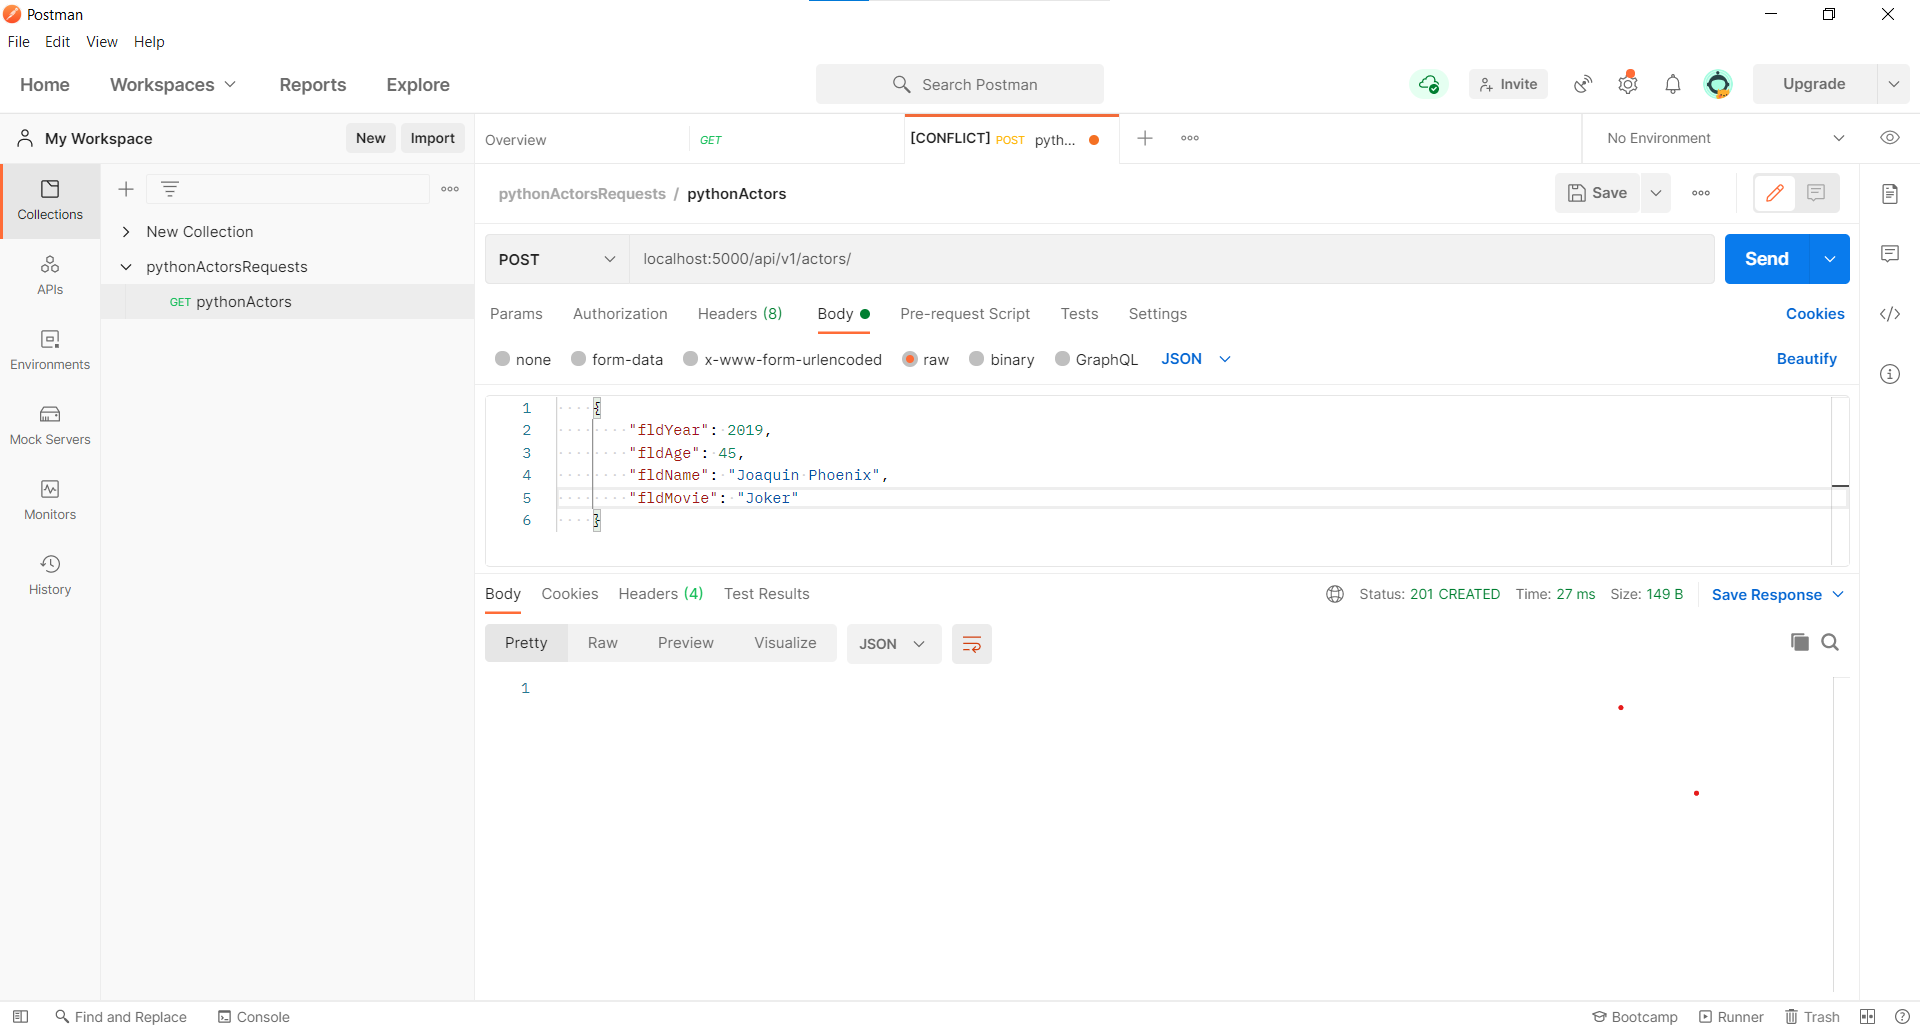 Postman
File Edit View Help
Home Workspaces Reports Explore Search Postman Invite Upgrade
My Workspace New Import Overview GET [CONFLICT] POST pyth... No Environment
Collections
APIs
Environments
Mock Servers
Monitors
History
New Collection
pythonActorsRequests
GET pythonActors
pythonActorsRequests / pythonActors Save
POST localhost:5000/api/v1/actors/ Send
Params Authorization Headers (8) Body Pre-request Script Tests Settings Cookies
none form-data x-www-form-urlencoded raw binary GraphQL JSON Beautify
1 {
2 "fldYear": 2019,
3 "fldAge": 45,
4 "fldName": "Joaquin Phoenix",
5 "fldMovie": "Joker"
6 }
Body Cookies Headers (4) Test Results Status: 201 CREATED Time: 27 ms Size: 149 B Save Response
Pretty Raw Preview Visualize JSON
1
Find and Replace Console Bootcamp Runner Trash